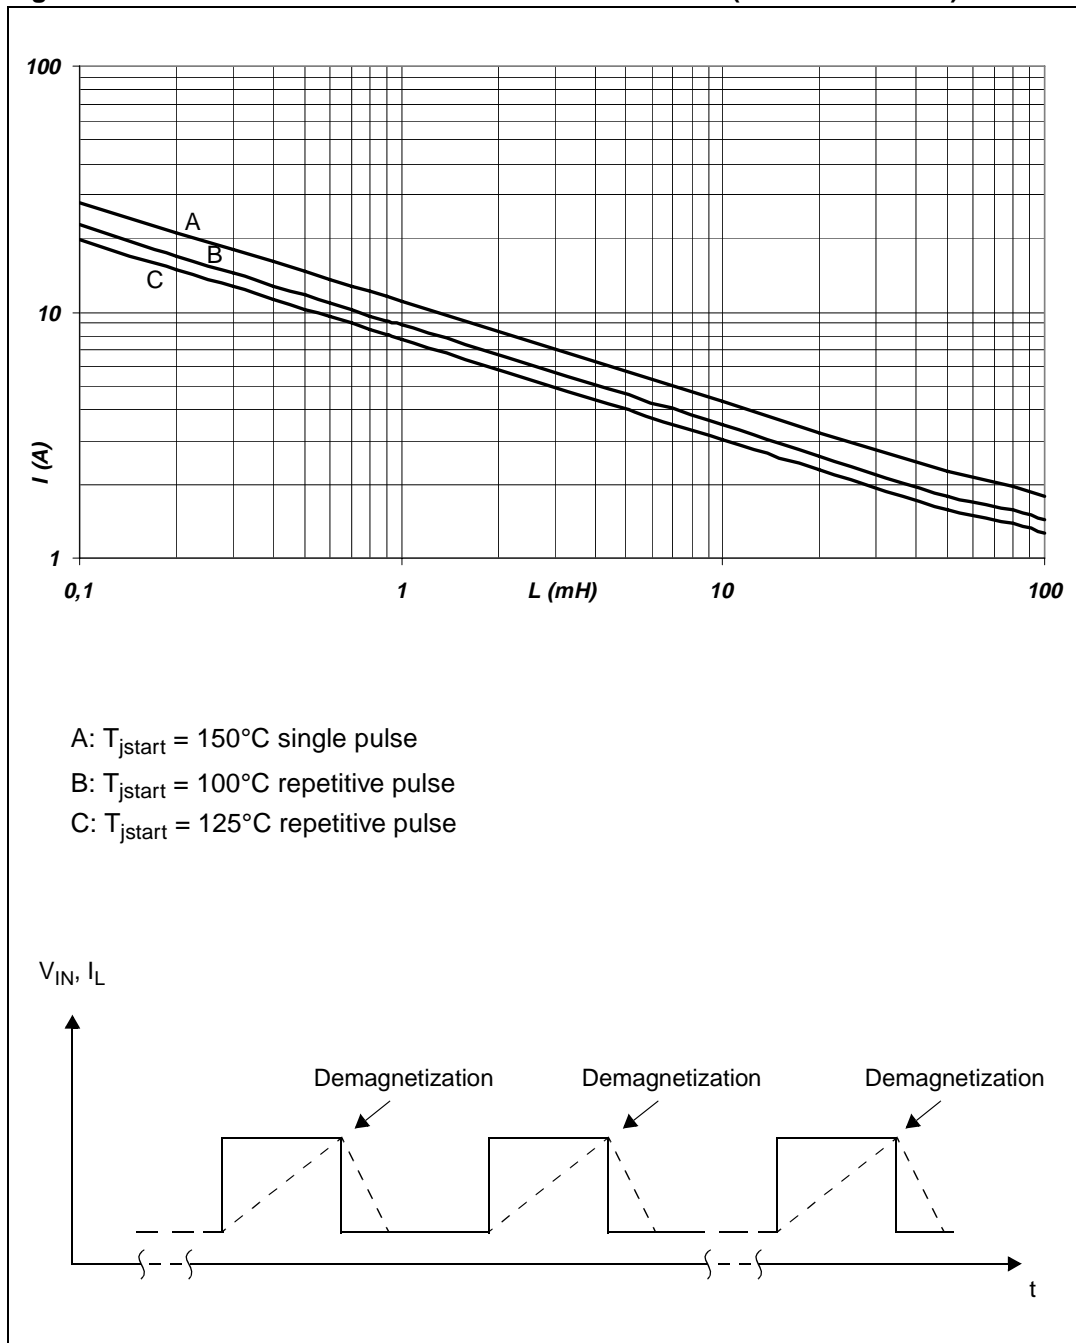 100
A
B
C
10
I (A)
1
0,1 1 L (mH) 10 100
A: Tjstart = 150°C single pulse
B: Tjstart = 100°C repetitive pulse
C: Tjstart = 125°C repetitive pulse
VIN, IL
Demagnetization Demagnetization Demagnetization
t